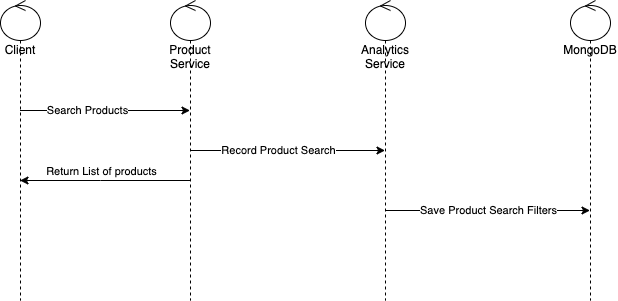 Client
Product
Service
Analytics
Service
MongoDB
Search Products
Record Product Search
Return List of products
Save Product Search Filters